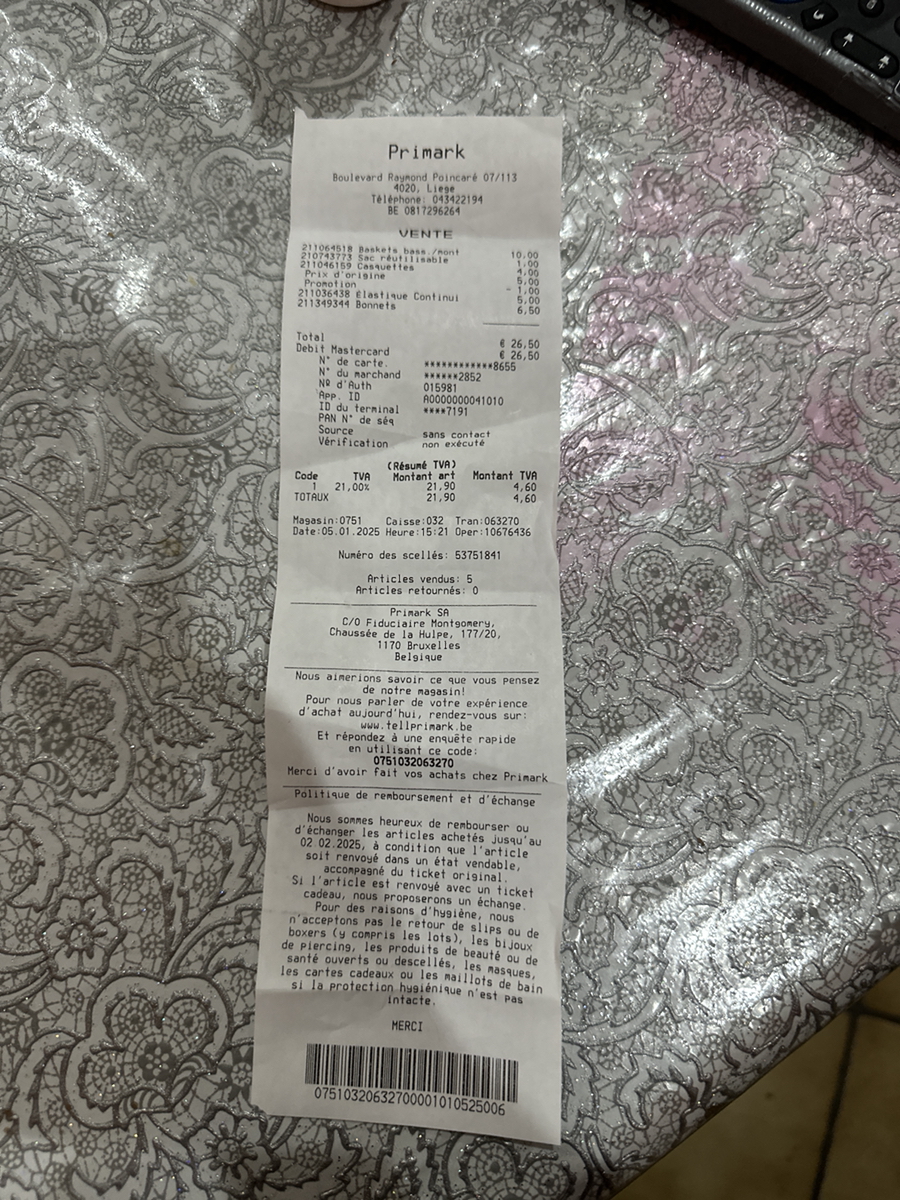 Primark
Boulevard Raymond Poincaré 07/113
4020, Liege
Téléphone: 043422194
BE 0817296264
VENTE
211064518 Baskets bass./mont 10,00
210743773 Sac réutilisable 1,00
211046159 Casquettes 4,00
Prix d'origine 5,00
Promotion - 1,00
211036438 Élastique Continui 5,00
211349344 Bonnets 6,50
Total € 26,50
Debit Mastercard € 26,50
N° de carte. ************8655
N° du marchand ******2852
Nº d'Auth 015981
App. ID A0000000041010
ID du terminal ****7191
PAN N° de séq
Source sans contact
Vérification non exécuté
(Résumé TVA)
Code TVA Montant art Montant TVA
1 21,00% 21,90 4,60
TOTAUX 21,90 4,60
Magasin:0751 Caisse:032 Tran:063270
Date:05.01.2025 Heure:15:21 Oper:10676436
Numéro des scellés: 53751841
Articles vendus: 5
Articles retournés: 0
Primark SA
C/O Fiduciaire Montgomery,
Chaussée de la Hulpe, 177/20,
1170 Bruxelles
Belgique
Nous aimerions savoir ce que vous pensez
de notre magasin!
Pour nous parler de votre expérience
d'achat aujourd'hui, rendez-vous sur:
www.tellprimark.be
Et répondez à une enquête rapide
en utilisant ce code:
0751032063270
Merci d'avoir fait vos achats chez Primark
Politique de remboursement et d'échange
Nous sommes heureux de rembourser ou
d'échanger les articles achetés jusqu'au
02.02.2025, à condition que l'article
soit renvoyé dans un état vendable,
accompagné du ticket original.
Si l'article est renvoyé avec un ticket
cadeau, nous proposerons un échange.
Pour des raisons d'hygiène, nous
n'acceptons pas le retour de slips ou de
boxers (y compris les lots), les bijoux
de piercing, les produits de beauté ou de
santé ouverts ou descellés, les masques,
les cartes cadeaux ou les maillots de bain
si la protection hygiénique n'est pas
intacte.
MERCI
07510320632700001010525006